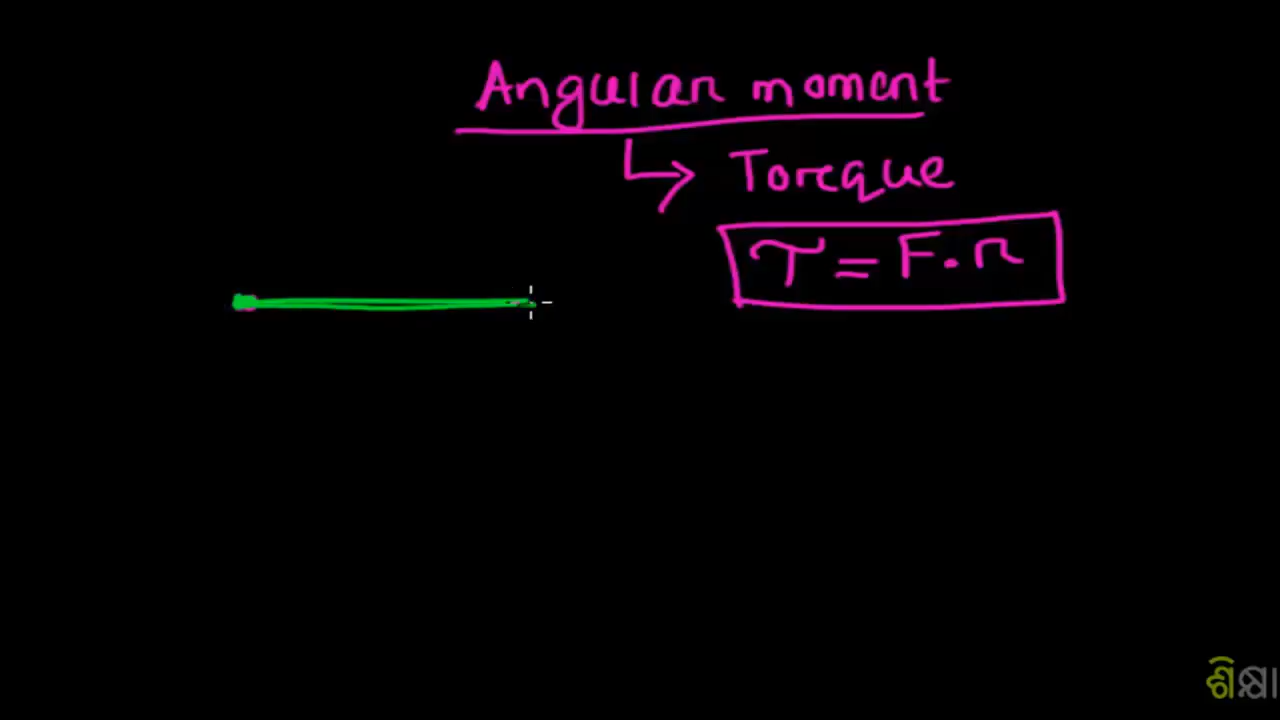 Angular moment
↳ Torque
τ = F. r
ଶିକ୍ଷା